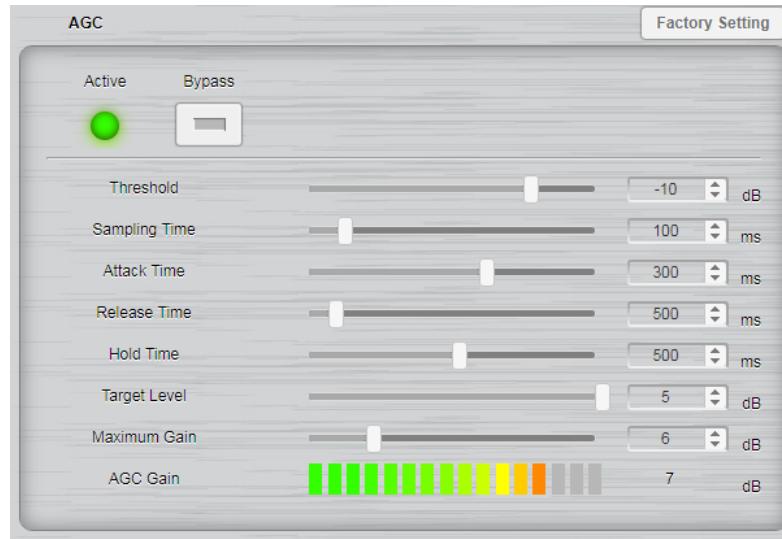 AGC Factory Setting
Active Bypass
Threshold -10 dB
Sampling Time 100 ms
Attack Time 300 ms
Release Time 500 ms
Hold Time 500 ms
Target Level 5 dB
Maximum Gain 6 dB
AGC Gain 7 dB